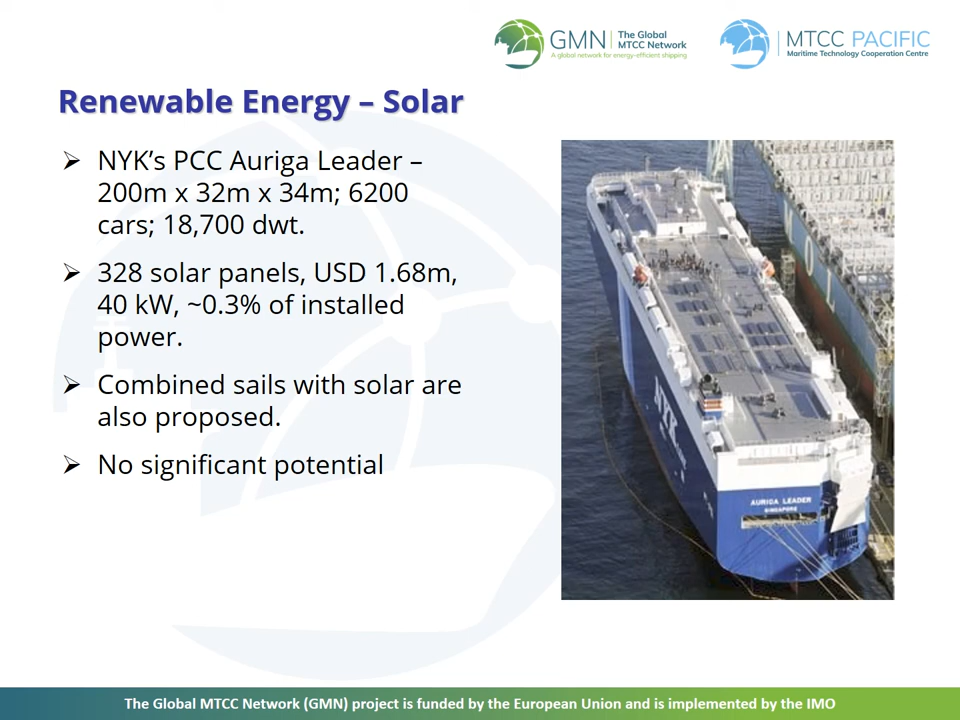 GMN
The Global
MTCC Network
A global network for energy-efficient shipping
MTCC PACIFIC
Maritime Technology Cooperation Centre
Renewable Energy – Solar
NYK’s PCC Auriga Leader –
200m x 32m x 34m; 6200
cars; 18,700 dwt.
328 solar panels, USD 1.68m,
40 kW, ~0.3% of installed
power.
Combined sails with solar are
also proposed.
No significant potential
NYK
AURIGA LEADER
SINGAPORE
The Global MTCC Network (GMN) project is funded by the European Union and is implemented by the IMO